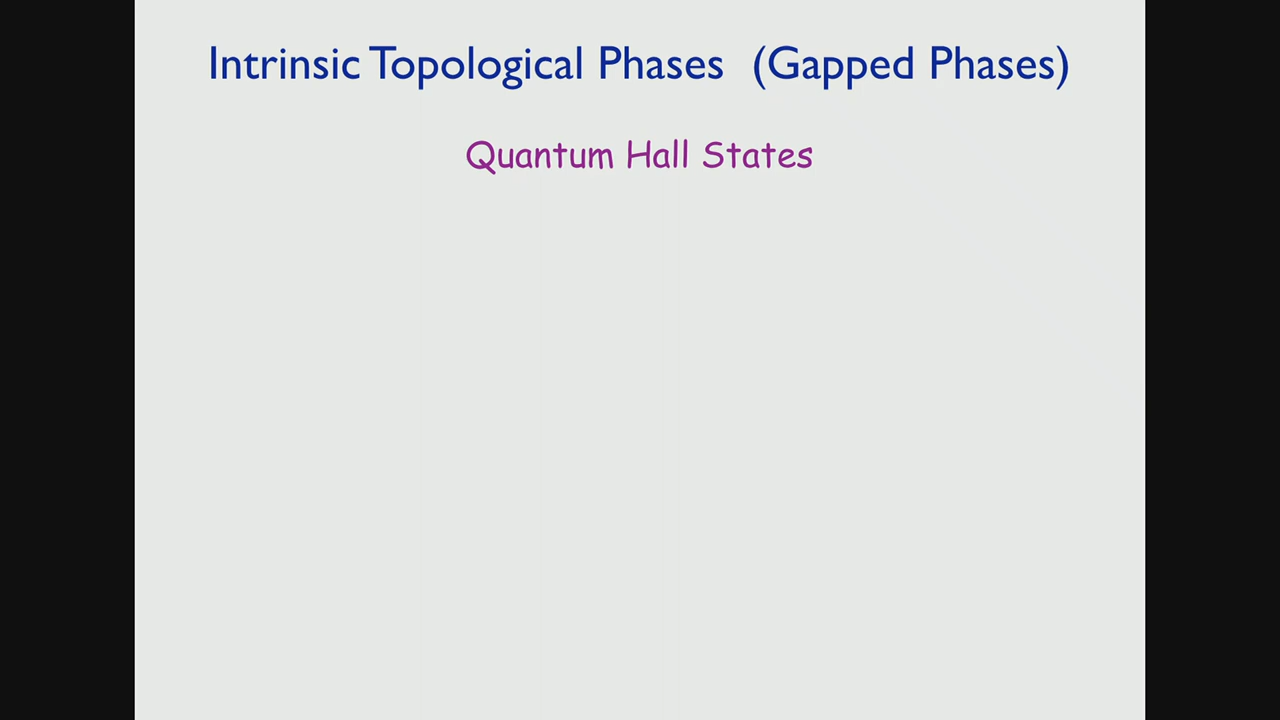 Intrinsic Topological Phases (Gapped Phases)
Quantum Hall States